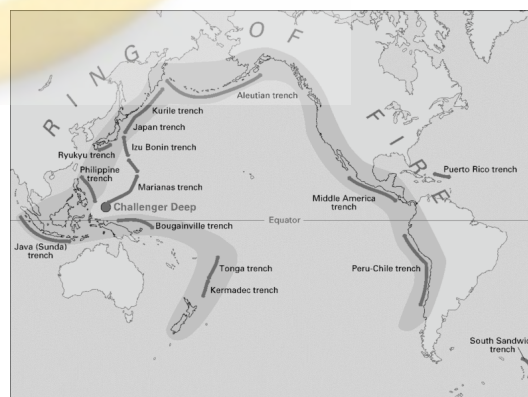 RING OF FIRE
Aleutian trench
Kurile trench
Japan trench
Izu Bonin trench
Ryukyu trench
Philippine
trench
Marianas trench
Challenger Deep
Puerto Rico trench
Middle America
trench
Equator
Bougainville trench
Java (Sunda)
trench
Tonga trench
Kermadec trench
Peru-Chile trench
South Sandwic
trench